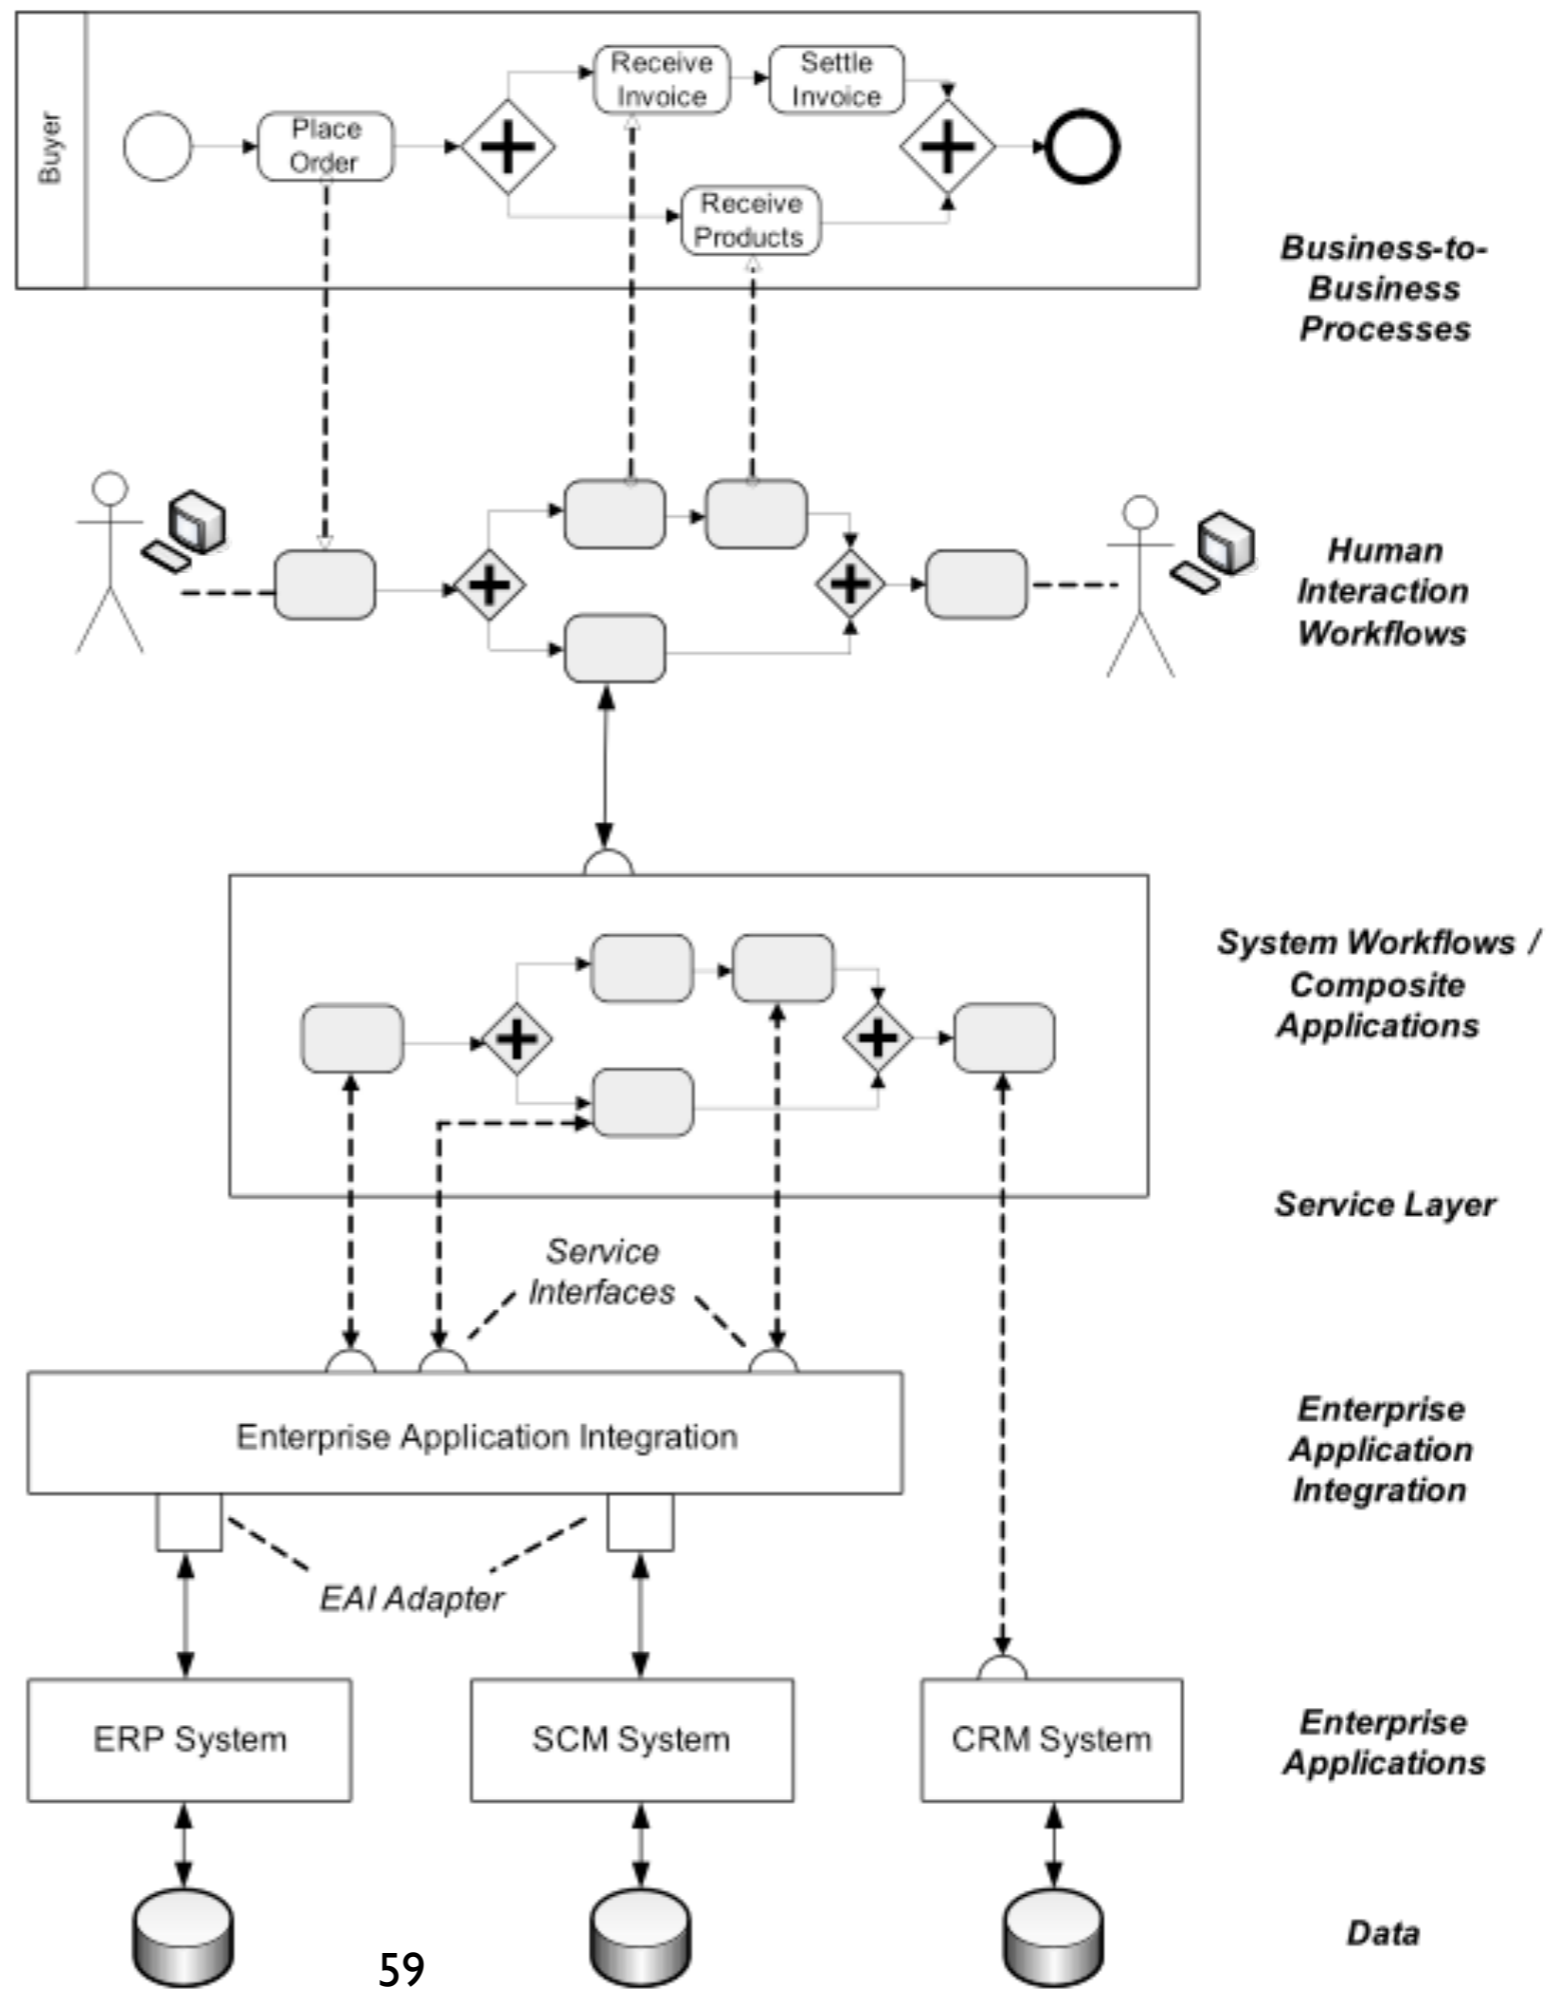 Buyer
Place
Order
Receive
Invoice
Settle
Invoice
Receive
Products
Business-to-
Business
Processes
Human
Interaction
Workflows
System Workflows /
Composite
Applications
Service Layer
Service
Interfaces
Enterprise Application Integration
Enterprise
Application
Integration
EAI Adapter
ERP System
SCM System
CRM System
Enterprise
Applications
Data
59